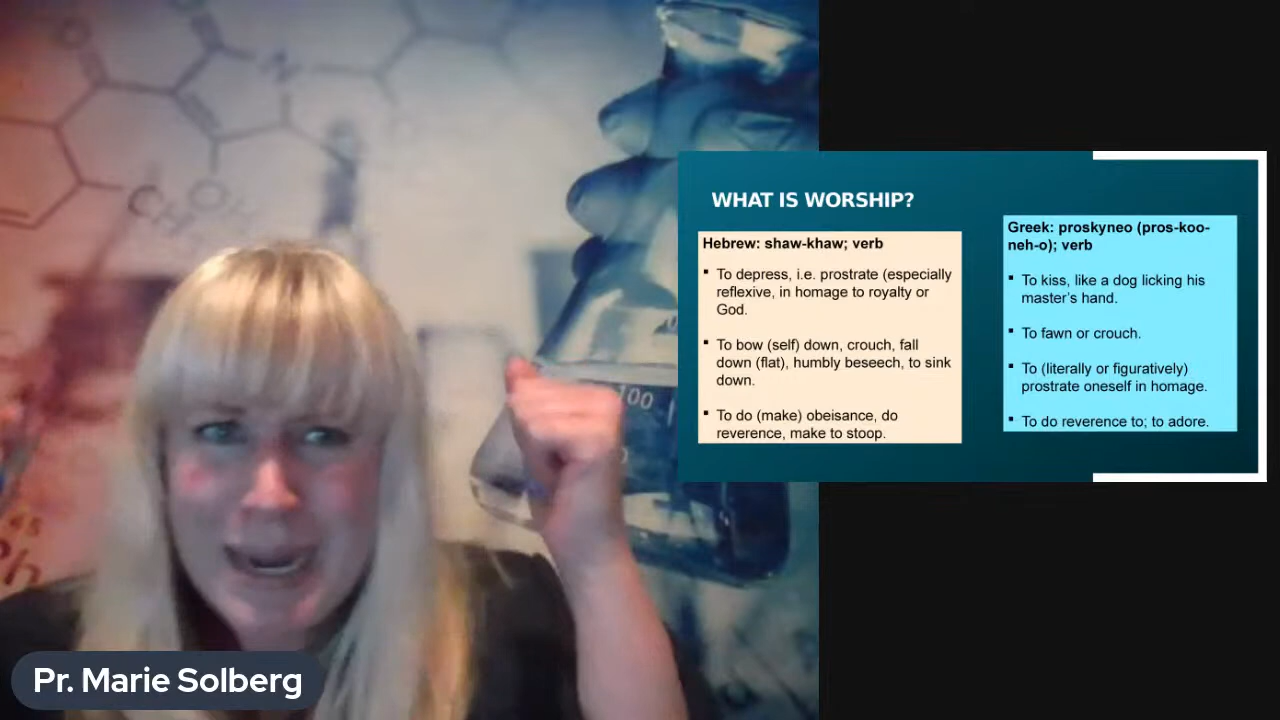 WHAT IS WORSHIP?
Hebrew: shaw-khaw; verb
▪ To depress, i.e. prostrate (especially
reflexive, in homage to royalty or
God.
▪ To bow (self) down, crouch, fall
down (flat), humbly beseech, to sink
down.
▪ To do (make) obeisance, do
reverence, make to stoop.
Greek: proskyneo (pros-koo-
neh-o); verb
▪ To kiss, like a dog licking his
master's hand.
▪ To fawn or crouch.
▪ To (literally or figuratively)
prostrate oneself in homage.
▪ To do reverence to; to adore.
100
Pr. Marie Solberg